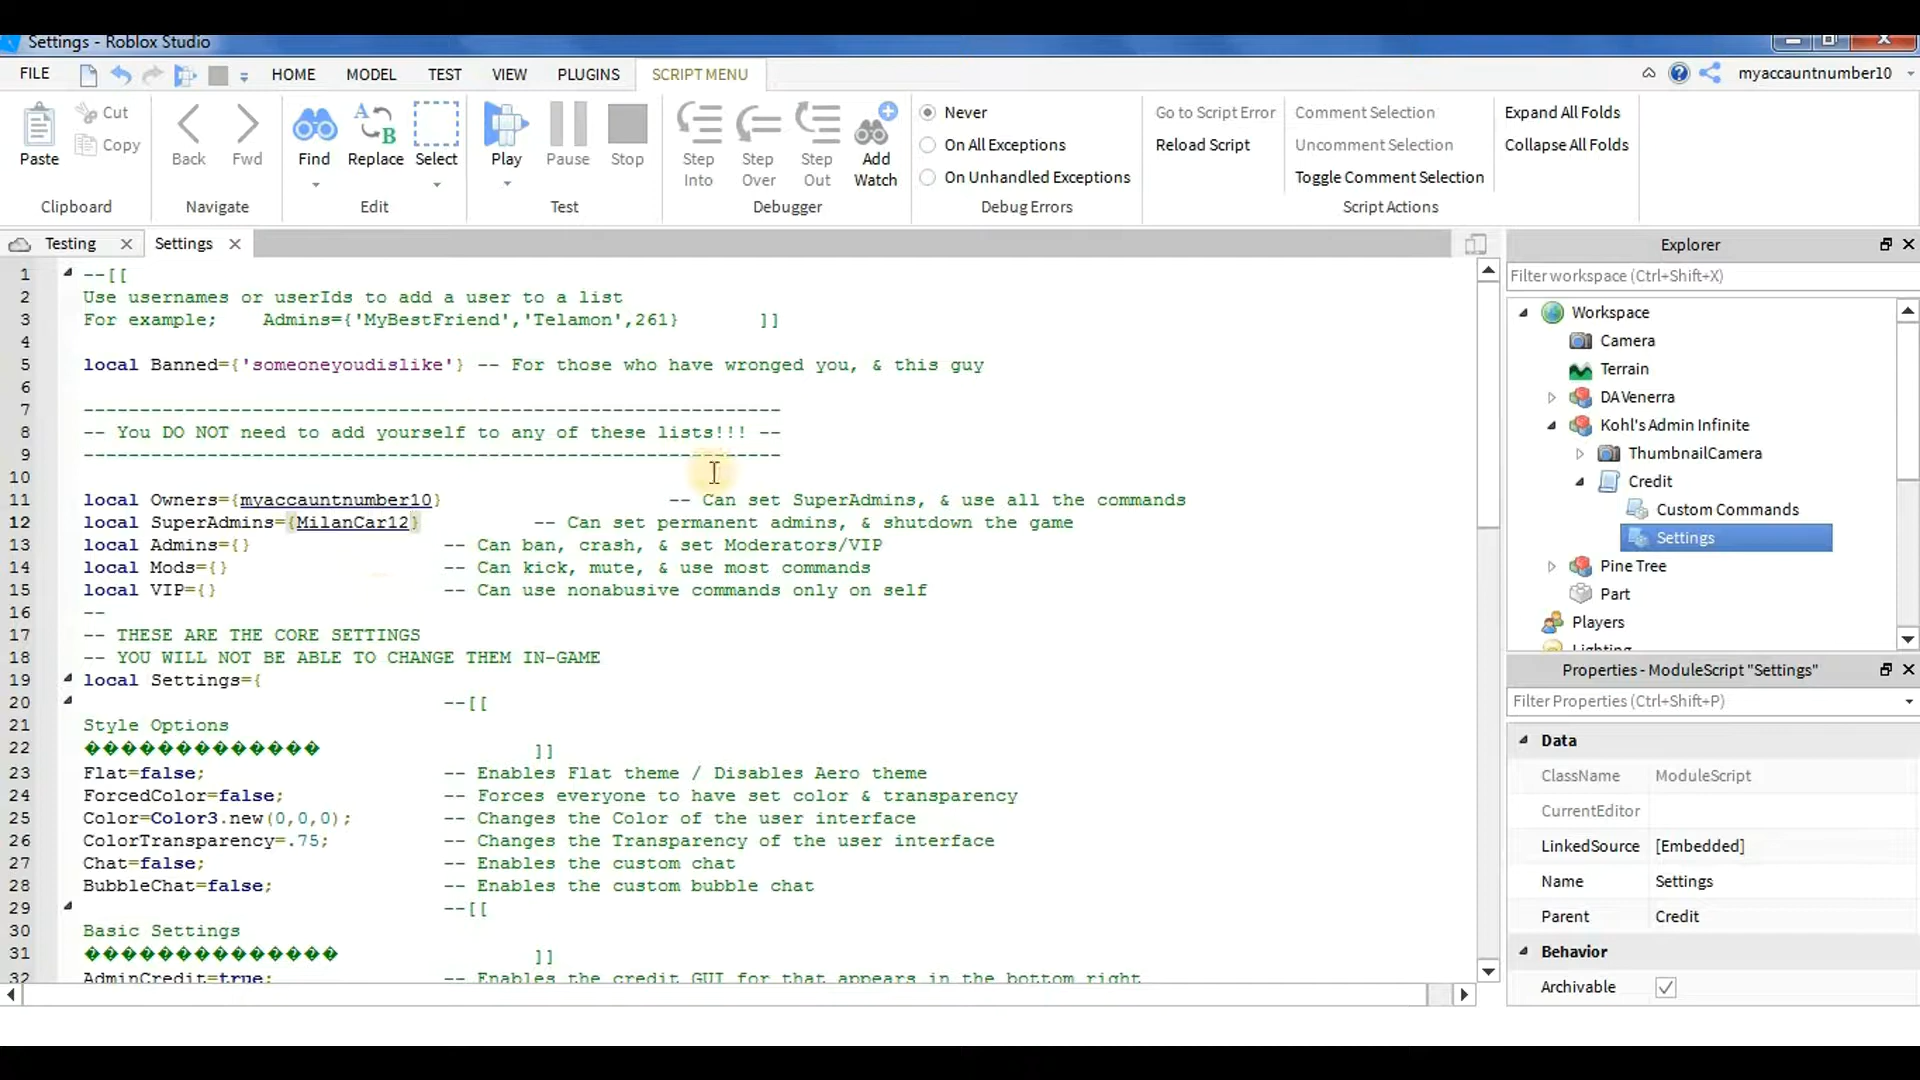 Settings - Roblox Studio
FILE HOME MODEL TEST VIEW PLUGINS SCRIPT MENU myaccauntnumber10
Paste Cut Copy Back Fwd Find Replace Select Play Pause Stop Step Into Step Over Step Out Add Watch
Never
On All Exceptions
On Unhandled Exceptions
Go to Script Error
Reload Script
Comment Selection
Uncomment Selection
Toggle Comment Selection
Expand All Folds
Collapse All Folds
Clipboard Navigate Edit Test Debugger Debug Errors Script Actions
Testing Settings
1 --[[
2 Use usernames or userIds to add a user to a list
3 For example; Admins={'MyBestFriend','Telamon',261} ]]
4
5 local Banned={'someoneyoudislike'} -- For those who have wronged you, & this guy
6
7 --------------------------------------------------------------
8 -- You DO NOT need to add yourself to any of these lists!!! --
9 --------------------------------------------------------------
10
11 local Owners={myaccauntnumber10} -- Can set SuperAdmins, & use all the commands
12 local SuperAdmins={MilanCar12} -- Can set permanent admins, & shutdown the game
13 local Admins={} -- Can ban, crash, & set Moderators/VIP
14 local Mods={} -- Can kick, mute, & use most commands
15 local VIP={} -- Can use nonabusive commands only on self
16 --
17 -- THESE ARE THE CORE SETTINGS
18 -- YOU WILL NOT BE ABLE TO CHANGE THEM IN-GAME
19 local Settings={
20 --[[
21 Style Options
22 ��������������� ]]
23 Flat=false; -- Enables Flat theme / Disables Aero theme
24 ForcedColor=false; -- Forces everyone to have set color & transparency
25 Color=Color3.new(0,0,0); -- Changes the Color of the user interface
26 ColorTransparency=.75; -- Changes the Transparency of the user interface
27 Chat=false; -- Enables the custom chat
28 BubbleChat=false; -- Enables the custom bubble chat
29 --[[
30 Basic Settings
31 ���������������� ]]
32 AdminCredit=true; -- Enables the credit GUI for that appears in the bottom right
Explorer
Filter workspace (Ctrl+Shift+X)
Workspace
Camera
Terrain
DAVenerra
Kohl's Admin Infinite
ThumbnailCamera
Credit
Custom Commands
Settings
Pine Tree
Part
Players
Lighting
Properties - ModuleScript "Settings"
Filter Properties (Ctrl+Shift+P)
Data
ClassName ModuleScript
CurrentEditor
LinkedSource [Embedded]
Name Settings
Parent Credit
Behavior
Archivable